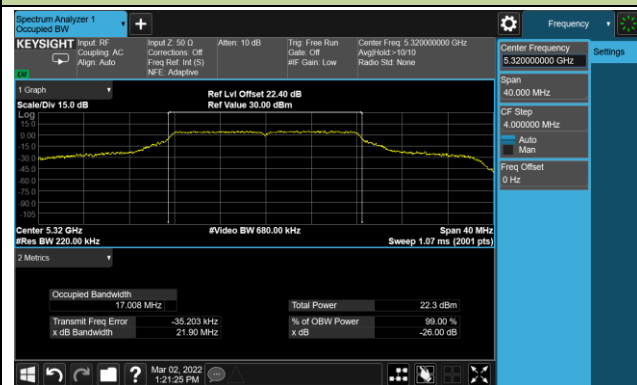 Spectrum Analyzer 1
Occupied BW
+
Frequency
KEYSIGHT
Input: RF
Coupling: AC
Align: Auto
Input Z: 50 Ω
Corrections: Off
Freq Ref: Int (S)
NFE: Adaptive
Atten: 10 dB
Trig: Free Run
Gate: Off
#IF Gain: Low
Center Freq: 5.320000000 GHz
Avg|Hold:>10/10
Radio Std: None
Center Frequency
5.320000000 GHz
Settings
Span
40.000 MHz
CF Step
4.000000 MHz
Auto
Man
Freq Offset
0 Hz
1 Graph
Scale/Div 15.0 dB
Ref Lvl Offset 22.40 dB
Ref Value 30.00 dBm
Log
15.0
0.00
-15.0
-30.0
-45.0
-60.0
-75.0
-90.0
-105
Center 5.32 GHz
#Video BW 680.00 kHz
Span 40 MHz
#Res BW 220.00 kHz
Sweep 1.07 ms (2001 pts)
2 Metrics
Occupied Bandwidth
17.008 MHz
Total Power 22.3 dBm
Transmit Freq Error -35.203 kHz
% of OBW Power 99.00 %
x dB Bandwidth 21.90 MHz
x dB -26.00 dB
?
Mar 02, 2022
1:21:25 PM